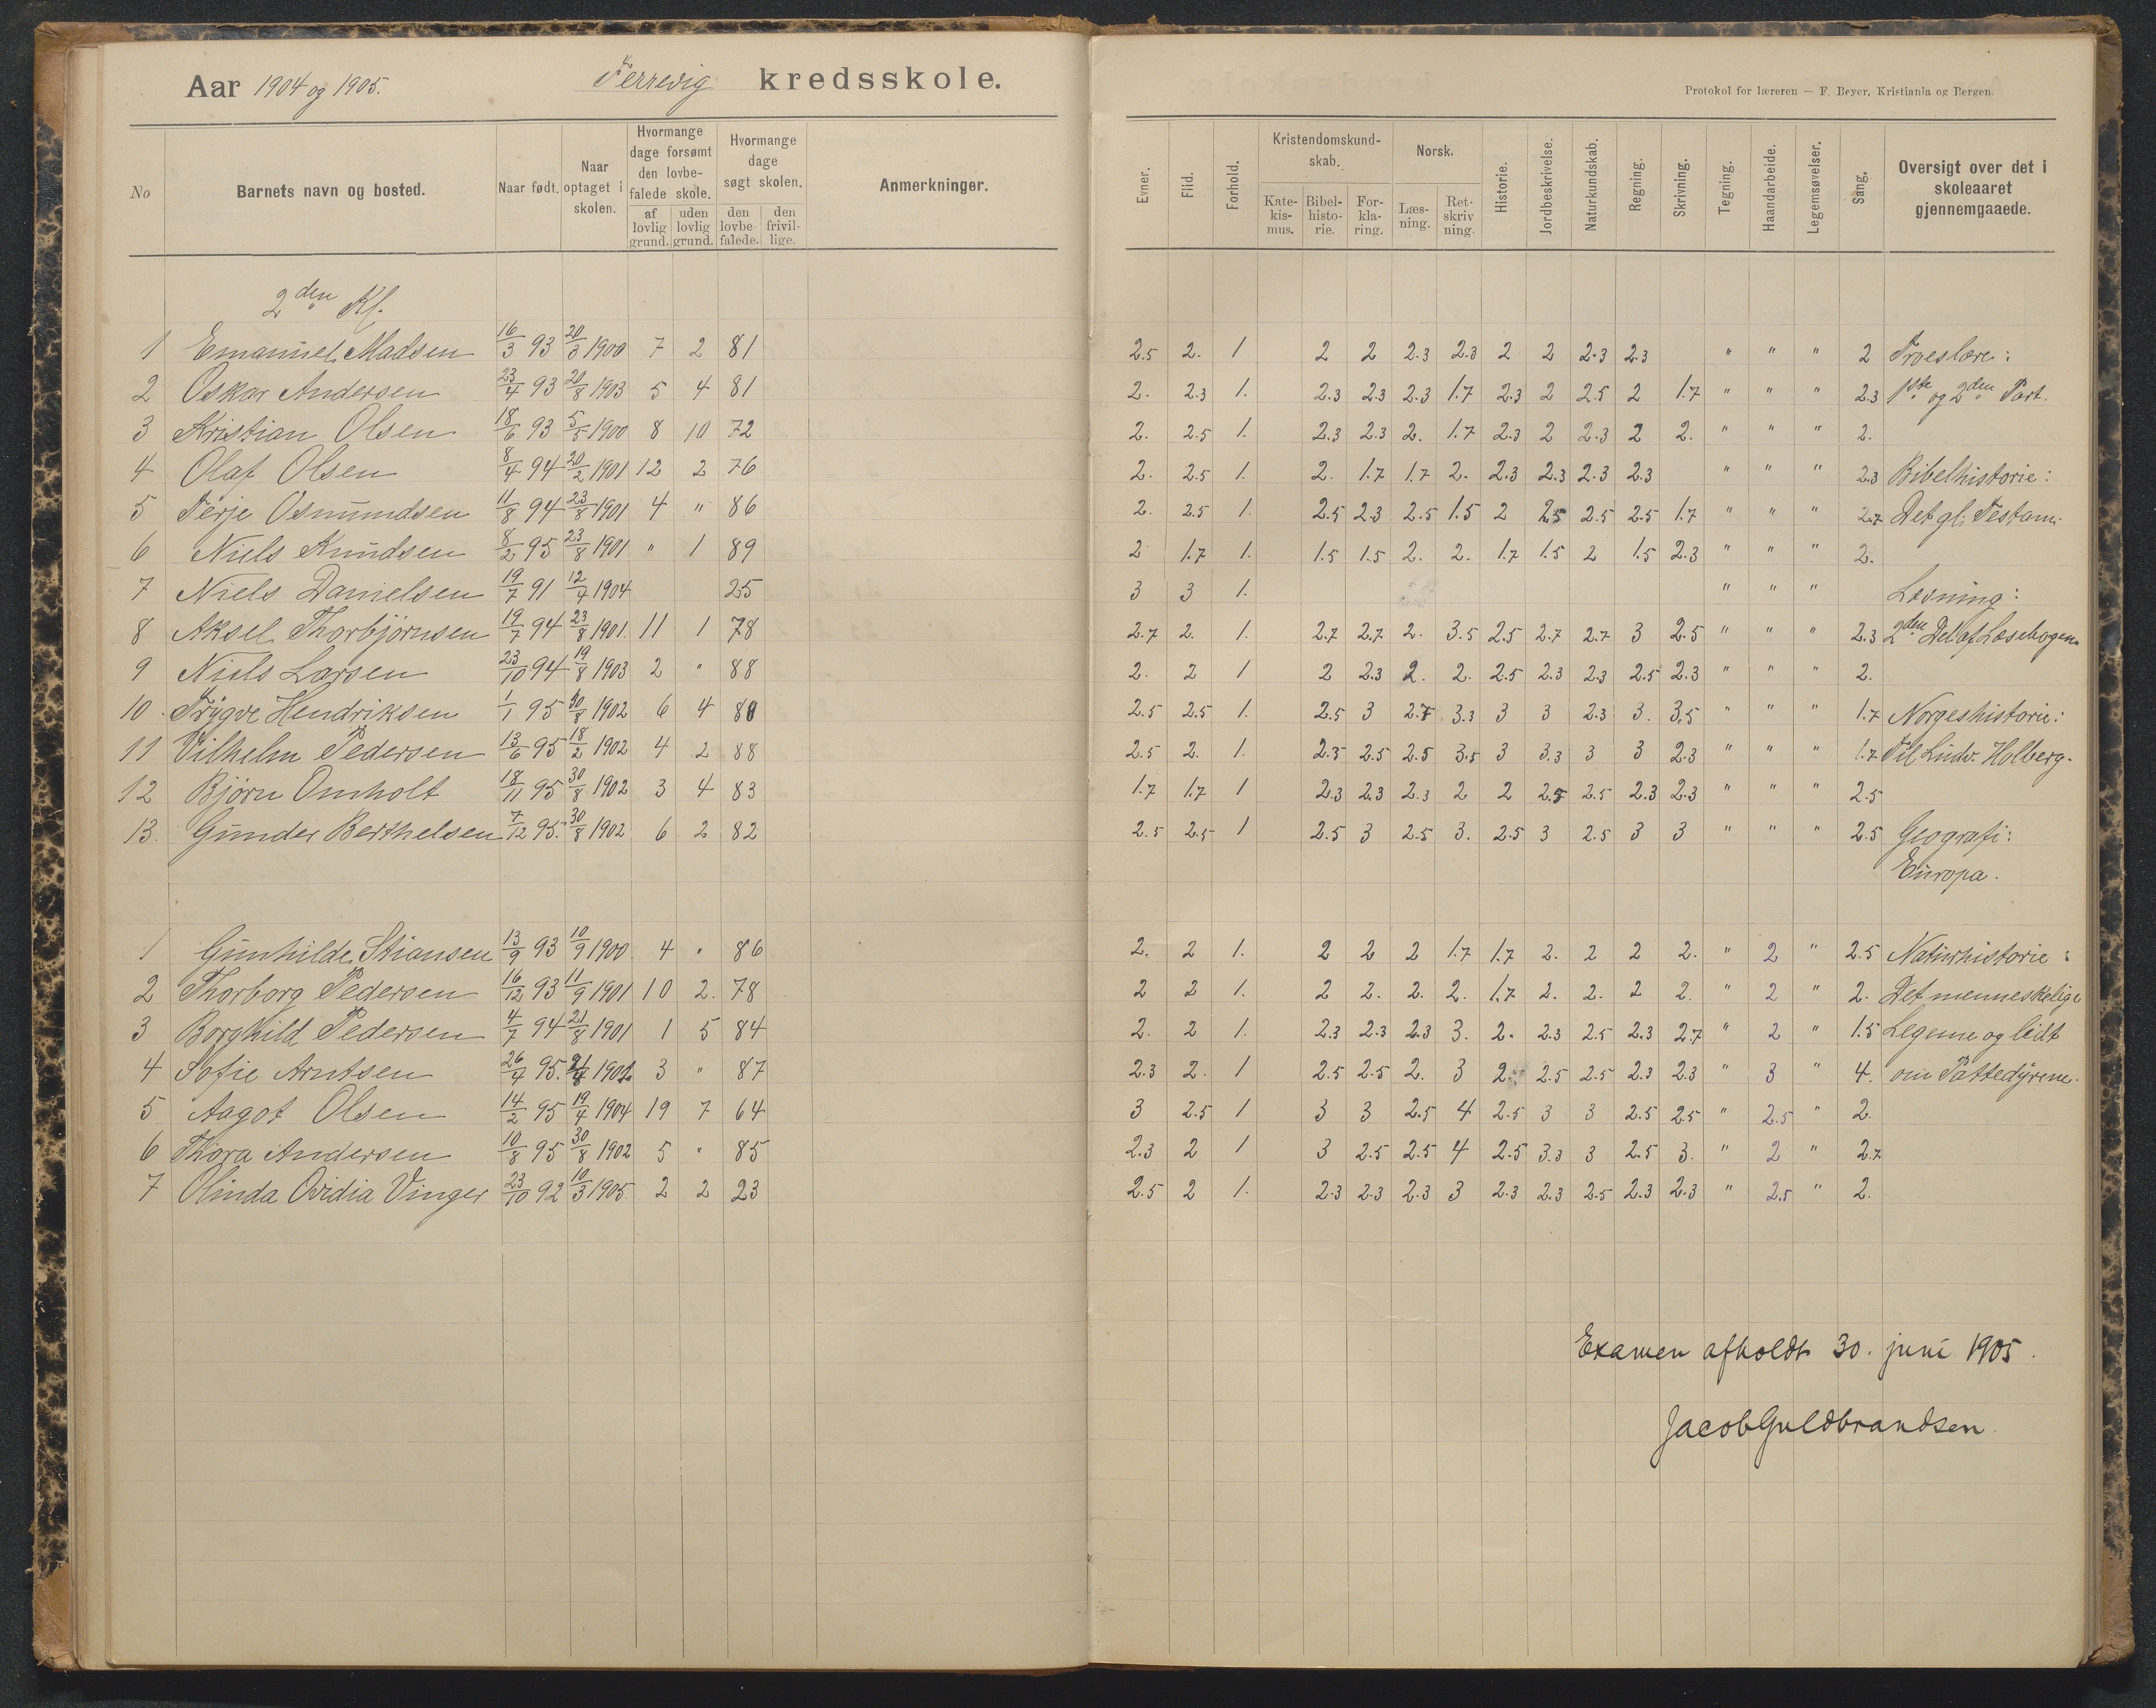 Aar 1904 og 1905. Ferrevig kredsskole.
Protokol for læreren — F. Beyer, Kristiania og Bergen.
No | Barnets navn og bosted. | Naar født. | Naar optaget i skolen. | Hvormange dage forsømt den lovbefalede skole. af lovlig grund. | uden lovlig grund. | Hvormange dage søgt skolen. den lovbefalede. | den frivillige. | Anmerkninger. | Evner. | Flid. | Forhold. | Kristendomskundskab. Katekismus. | Bibelhistorie. | Forklaring. | Norsk. Læsning. | Retskrivning. | Historie. | Jordbeskrivelse. | Naturkundskab. | Regning. | Skrivning. | Tegning. | Haandarbeide. | Legemsøvelser. | Sang. | Oversigt over det i skoleaaret gjennemgaaede.
2den Kl.
1 Emanuel Madsen 16/3 93 20/3 1900 7 2 81 2.5 2. 1 2 2 2.3 2.3 2 2 2.3 2.3 " " " 2 Troeslære:
2 Oskar Andersen 23/4 93 20/8 1903 5 4 81 2. 2.3 1. 2.3 2.3 2.3 1.7 2.3 2 2.5 2 1.7 " " " 2.3 1ste og 2den Part.
3 Kristian Olsen 18/6 93 5/5 1900 8 10 72 2. 2.5 1. 2.3 2.3 2. 1.7 2.3 2 2.3 2 2. " " " 2.
4 Olaf Olsen 8/4 94 20/2 1901 12 2 76 2. 2.5 1. 2. 1.7 1.7 2. 2.3 2.3 2.3 2.3 " " " 2.3 Bibelhistorie:
5 Terje Osmundsen 11/8 94 23/8 1901 4 " 86 2. 2.5 1. 2.5 2.3 2.5 1.5 2 2.5 2.5 2.5 1.7 " " " 2.7 Det gl. Testam.
6 Niels Knudsen 8/2 95 23/8 1901 " 1 89 2 1.7 1. 1.5 1.5 2. 2. 1.7 1.5 2 1.5 2.3 " " " 2.
7 Niels Danielsen 19/7 91 12/4 1904 25 3 3 1. " " " Læsning:
8 Aksel Thorbjørnsen 19/7 94 23/8 1901. 11 1 78 2.7 2. 1. 2.7 2.7 2. 3.5 2.5 2.7 2.7 3 2.5 " " " 2.3 2den Del af Læsebogen
9 Niels Larsen 23/10 94 19/8 1903 2 " 88 2. 2 1 2 2.3 2. 2. 2.5 2.3 2.3 2.5 2.3 " " " 2.
10. Trygve Hendriksen 1/1 95 30/8 1902 6 4 80 2.5 2.5 1. 2.5 3 2.7 3.3 3 3 2.3 3. 3.5 " " " 1.7 Norgeshistorie:
11 Vilhelm Pedersen 13/6 95 18/2 1902 4 2 88 2.5 2. 1. 2.3 2.5 2.5 3.5 3 3.3 3 3 2.3 " " " 1.7 Til Ludv. Holberg.
12 Bjørn Omholt 18/11 95 30/8 1902 3 4 83 1.7 1.7 1 2.3 2.3 2.3 2 2 2.5 2.5 2.3 2.3 " " " 2.5
13. Gunder Berthelsen 7/12 95. 30/8 1902 6 2 82 2.5 2.5 1 2.5 3 2.5 3. 2.5 3 2.5 3 3 " " " 2.5 Geografi:
Europa.
1 Gunhilde Stiansen 13/9 93 10/9 1900 4 " 86 2. 2 1. 2 2 2 1.7 1.7 2. 2 2 2. " 2 " 2.5 Naturhistorie:
2 Thorborg Pedersen 16/12 93 11/9 1901 10 2. 78 2 2 1. 2 2. 2. 2. 1.7 2. 2. 2 2. " 2 " 2. Det menneskelige
3 Borghild Pedersen 4/7 94 21/8 1901 1 5 84 2. 2 1. 2.3 2.3 2.3 3. 2. 2.3 2.5 2.3 2.7 " 2 " 1.5 Legeme og lidt
4 Sofie Arntsen 26/4 95. 1902 3 " 87 2.3 2. 1 2.5 2.5 2. 3 2 2.5 2.5 2.3 2.3 " 3 " 4. om Pattedyrene.
5 Aagot Olsen 14/2 95 19/4 1904 19 7 64 3 2.5 1 3 3 2.5 4 2.5 3 3 2.5 2.5 " 2.5 " 2.
6 Thora Andersen 10/8 95 30/8 1902 5 " 85 2.3 2 1 3 2.5 2.5 4 2.5 3.3 3 2.5 3. " 2 " 2.7
7 Olinda Ovidia Vinger 23/10 92 10/3 1905. 2 2 23 2.5 2 1. 2.3 2.3 2.3 3 2.3 2.3 2.5 2.3 2.3 " 2.5 " 2.
Examen afholdt 30. juni 1905.
Jacob Guldbrandsen.